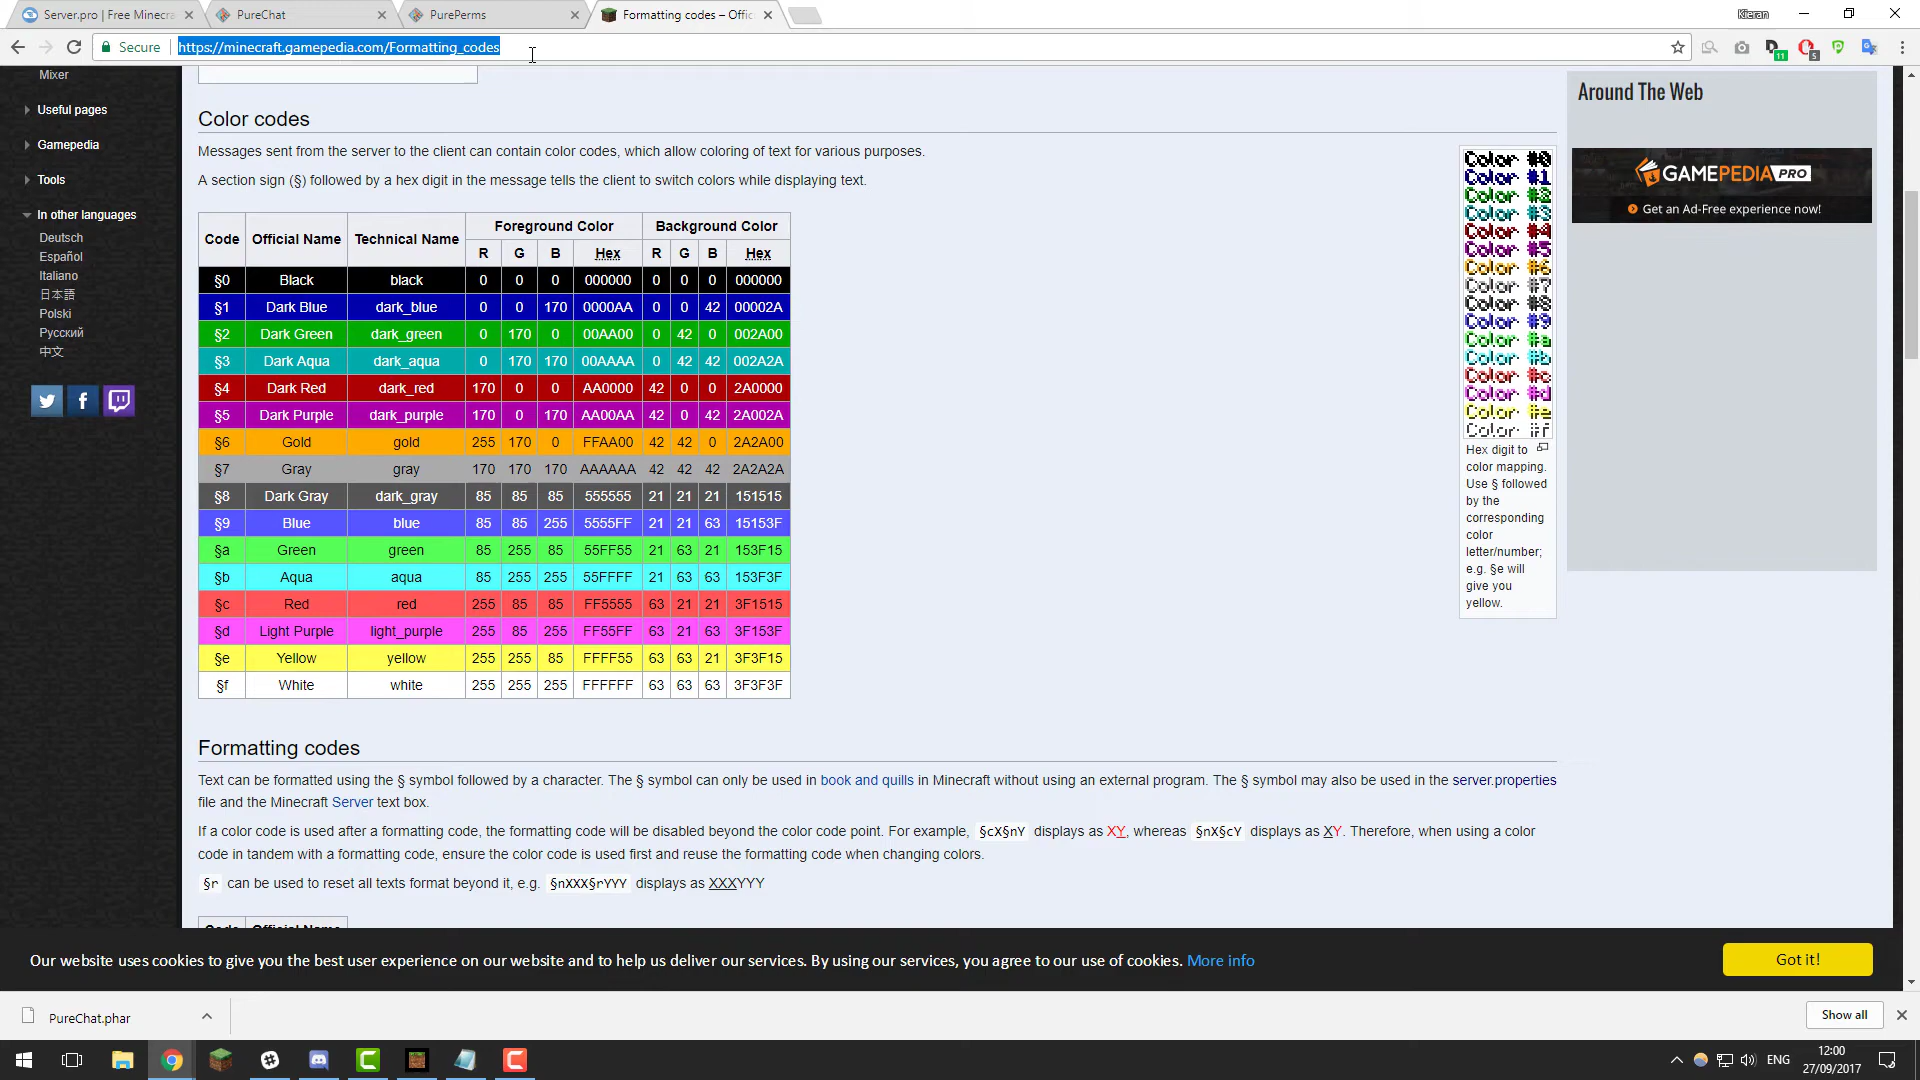 Server.pro | Free Minecra
PureChat
PurePerms
Formatting codes – Offic
Kieran
Secure
https://minecraft.gamepedia.com/Formatting_codes
11
5
Mixer
Useful pages
Gamepedia
Tools
In other languages
Deutsch
Español
Italiano
日本語
Polski
Русский
中文
Color codes
Messages sent from the server to the client can contain color codes, which allow coloring of text for various purposes.
A section sign (§) followed by a hex digit in the message tells the client to switch colors while displaying text.
Code Official Name Technical Name Foreground Color Background Color
R G B Hex R G B Hex
§0 Black black 0 0 0 000000 0 0 0 000000
§1 Dark Blue dark_blue 0 0 170 0000AA 0 0 42 00002A
§2 Dark Green dark_green 0 170 0 00AA00 0 42 0 002A00
§3 Dark Aqua dark_aqua 0 170 170 00AAAA 0 42 42 002A2A
§4 Dark Red dark_red 170 0 0 AA0000 42 0 0 2A0000
§5 Dark Purple dark_purple 170 0 170 AA00AA 42 0 42 2A002A
§6 Gold gold 255 170 0 FFAA00 42 42 0 2A2A00
§7 Gray gray 170 170 170 AAAAAA 42 42 42 2A2A2A
§8 Dark Gray dark_gray 85 85 85 555555 21 21 21 151515
§9 Blue blue 85 85 255 5555FF 21 21 63 15153F
§a Green green 85 255 85 55FF55 21 63 21 153F15
§b Aqua aqua 85 255 255 55FFFF 21 63 63 153F3F
§c Red red 255 85 85 FF5555 63 21 21 3F1515
§d Light Purple light_purple 255 85 255 FF55FF 63 21 63 3F153F
§e Yellow yellow 255 255 85 FFFF55 63 63 21 3F3F15
§f White white 255 255 255 FFFFFF 63 63 63 3F3F3F
Color #0
Color #1
Color #2
Color #3
Color #4
Color #5
Color #6
Color #7
Color #8
Color #9
Color #a
Color #b
Color #c
Color #d
Color #e
Color #f
Hex digit to
color mapping.
Use § followed
by the
corresponding
color
letter/number;
e.g. §e will
give you
yellow.
Around The Web
GAMEPEDIA PRO
Get an Ad-Free experience now!
Formatting codes
Text can be formatted using the § symbol followed by a character. The § symbol can only be used in book and quills in Minecraft without using an external program. The § symbol may also be used in the server.properties
file and the Minecraft Server text box.
If a color code is used after a formatting code, the formatting code will be disabled beyond the color code point. For example, §cX§nY displays as XY, whereas §nX§cY displays as XY. Therefore, when using a color
code in tandem with a formatting code, ensure the color code is used first and reuse the formatting code when changing colors.
§r can be used to reset all texts format beyond it, e.g. §nXXX§rYYY displays as XXXYYY
Code Official Name
Our website uses cookies to give you the best user experience on our website and to help us deliver our services. By using our services, you agree to our use of cookies. More info
Got it!
PureChat.phar
Show all
ENG
12:00
27/09/2017